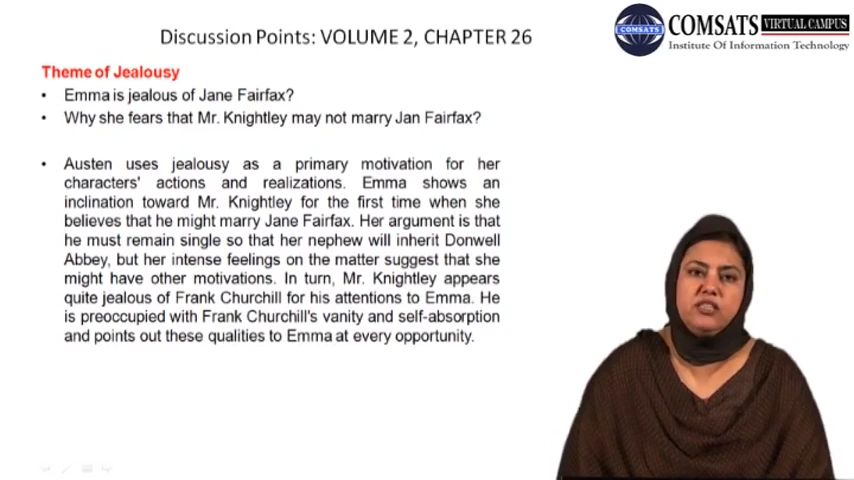 Discussion Points: VOLUME 2, CHAPTER 26
COMSATS VIRTUAL CAMPUS
COMSATS
Institute Of Information Technology
Theme of Jealousy
• Emma is jealous of Jane Fairfax?
• Why she fears that Mr. Knightley may not marry Jan Fairfax?
• Austen uses jealousy as a primary motivation for her
characters' actions and realizations. Emma shows an
inclination toward Mr. Knightley for the first time when she
believes that he might marry Jane Fairfax. Her argument is that
he must remain single so that her nephew will inherit Donwell
Abbey, but her intense feelings on the matter suggest that she
might have other motivations. In turn, Mr. Knightley appears
quite jealous of Frank Churchill for his attentions to Emma. He
is preoccupied with Frank Churchill's vanity and self-absorption
and points out these qualities to Emma at every opportunity.